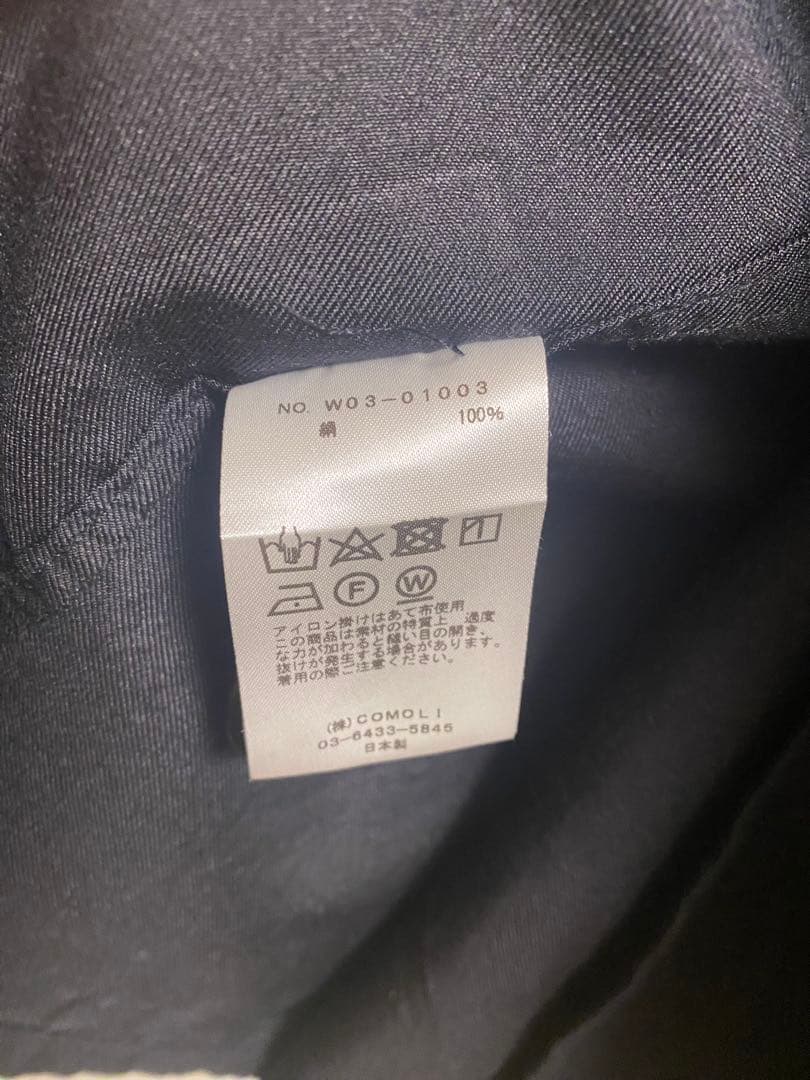 NO. W03-01003
絹 100%
F W
アイロン掛けはあて布使用
この商品は素材の特質上、過度
な力が加わると縫い目の開き、
抜けが発生する場合があります。
着用の際ご注意ください。
(株)COMOLI
03-6433-5845
日本製